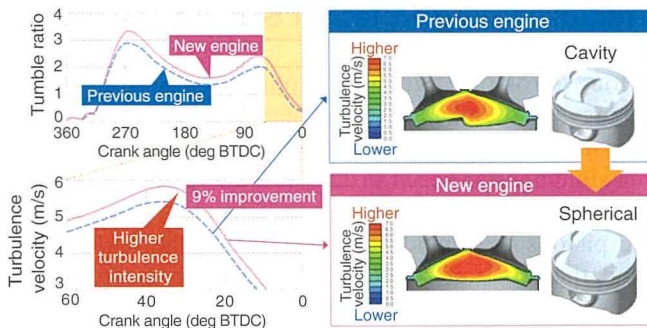 Tumble ratio
4
3
2
1
0
360
270
180
90
0
Crank angle (deg BTDC)
New engine
Previous engine
Turbulence
velocity (m/s)
6
5
4
3
60
40
20
0
Crank angle (deg BTDC)
9% improvement
Higher
turbulence
intensity
Previous engine
Higher
Turbulence
velocity (m/s)
Lower
Cavity
New engine
Higher
Turbulence
velocity (m/s)
Lower
Spherical